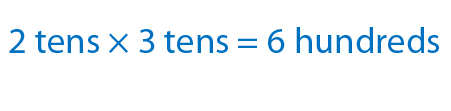 2 tens × 3 tens = 6 hundreds